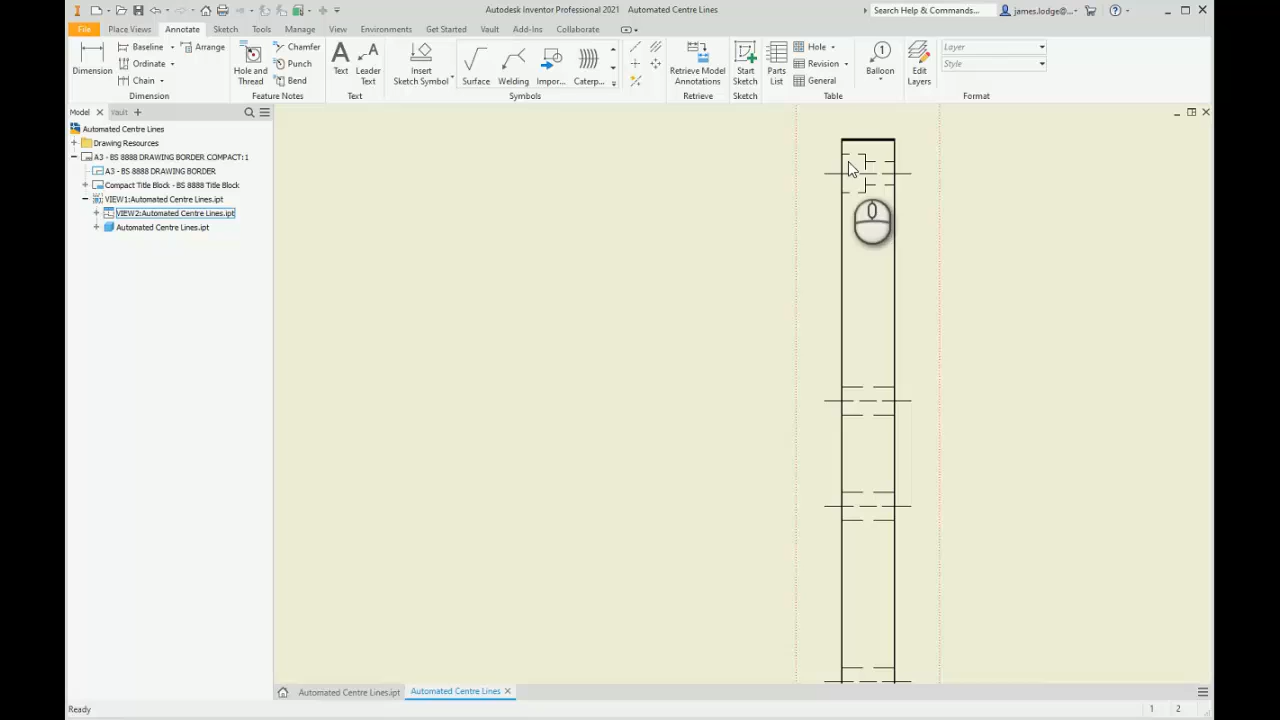 Autodesk Inventor Professional 2021 Automated Centre Lines
Search Help & Commands...
james.lodge@...
File Place Views Annotate Sketch Tools Manage View Environments Get Started Vault Add-Ins Collaborate
Dimension
Baseline
Ordinate
Chain
Arrange
Dimension
Hole and
Thread
Chamfer
Punch
Bend
Feature Notes
Text
Leader
Text
Text
Insert
Sketch Symbol
Surface
Welding
Impor...
Caterp...
Symbols
Retrieve Model
Annotations
Retrieve
Start
Sketch
Sketch
Parts
List
Hole
Revision
General
Table
Balloon
Edit
Layers
Layer
Style
Format
Model Vault
Automated Centre Lines
Drawing Resources
A3 - BS 8888 DRAWING BORDER COMPACT:1
A3 - BS 8888 DRAWING BORDER
Compact Title Block - BS 8888 Title Block
VIEW1:Automated Centre Lines.ipt
VIEW2:Automated Centre Lines.ipt
Automated Centre Lines.ipt
Automated Centre Lines.ipt
Automated Centre Lines
Ready
1 2